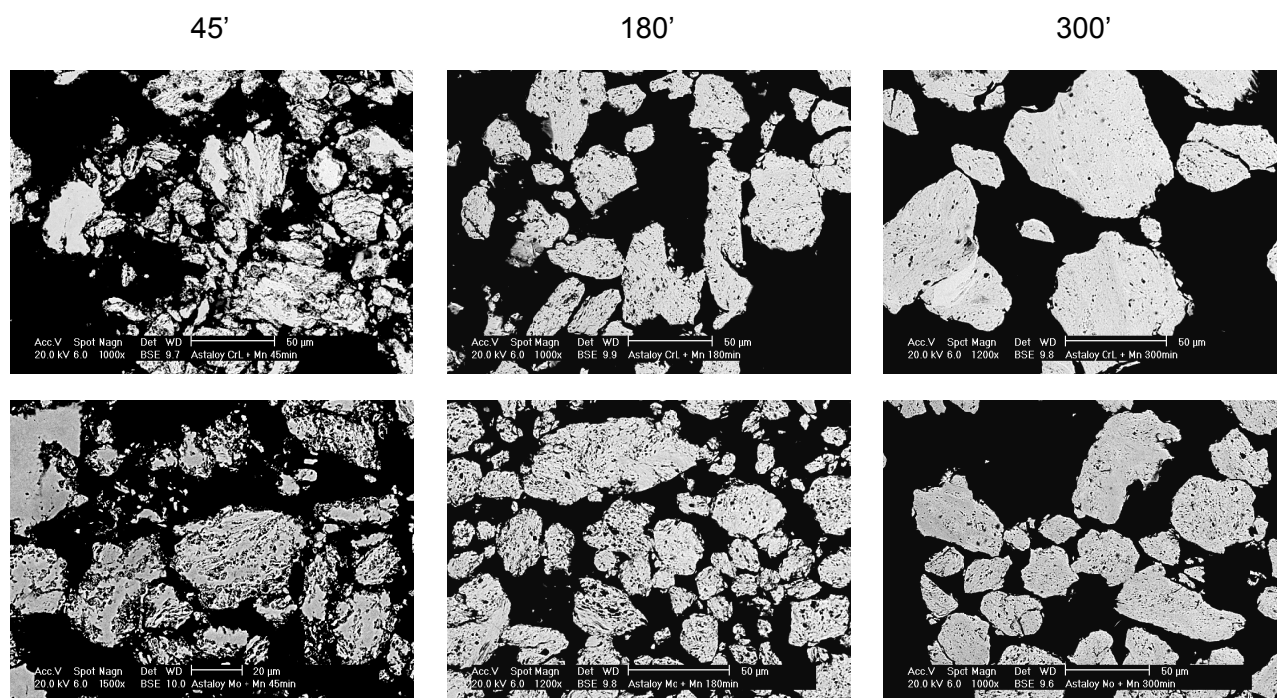 45’
180’
300’
Acc.V Spot Magn Det WD 50 µm
20.0 kV 6.0 1000x BSE 9.7 Astaloy CrL + Mn 45min
Acc.V Spot Magn Det WD 50 µm
20.0 kV 6.0 1000x BSE 9.9 Astaloy CrL + Mn 180min
Acc.V Spot Magn Det WD 50 µm
20.0 kV 6.0 1200x BSE 9.8 Astaloy CrL + Mn 300min
Acc.V Spot Magn Det WD 20 µm
20.0 kV 6.0 1500x BSE 10.0 Astaloy Mo + Mn 45min
Acc.V Spot Magn Det WD 50 µm
20.0 kV 6.0 1200x BSE 9.8 Astaloy Mo + Mn 180min
Acc.V Spot Magn Det WD 50 µm
20.0 kV 6.0 1000x BSE 9.6 Astaloy Mo + Mn 300min